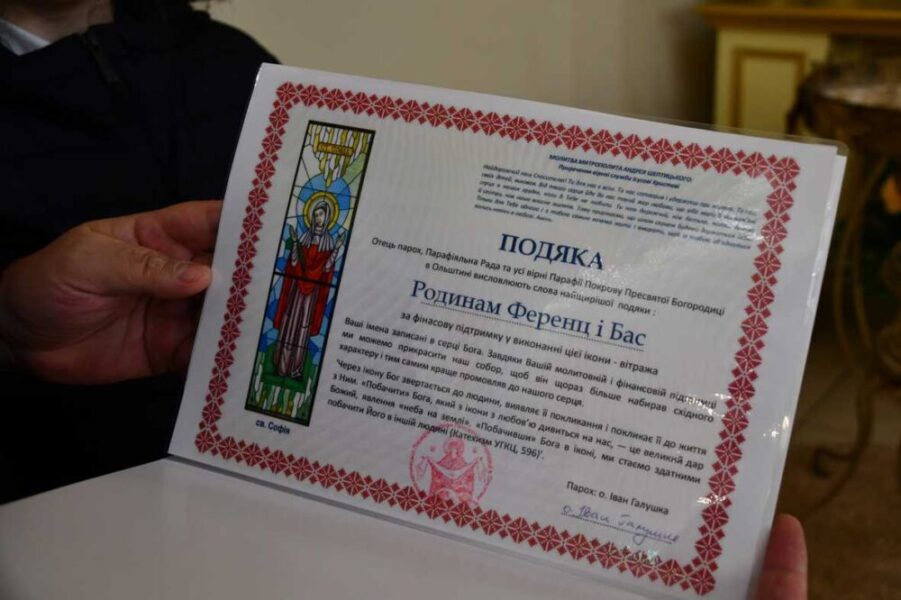 МОЛИТВА МИТРОПОЛИТА АНДРЕЯ ШЕПТИЦЬКОГО.
ПОДЯКА
Отець парох, Парафіяльна Рада та усі вірні Парафії Покрову Пресвятої Богородиці
в Ольштині висловлюють слова найщирішої подяки :
Родинам Ференц і Бас
за фінасову підтримку у виконанні цієї ікони - вітража
Ваші імена записані в серці Бога. Завдяки Вашій молитовній і фінансовій підтримці
ми можемо прикрасити наш собор, щоб він щораз більше набирав східного
характеру і тим самим краще промовляв до нашого серця.
Через ікону Бог звертається до людини, виявляє її покликання і покликає її до життя
з Ним. «Побачити» Бога, який з ікони з любов'ю дивиться на нас, — це великий дар
Божий, явлення «неба на землі». «Побачивши» Бога в іконі, ми стаємо здатними
побачити Його в іншій людині (Катехизм УГКЦ, 596)'.
св. Софія
Парох: о. Іван Галушка
о. Іван Галушка